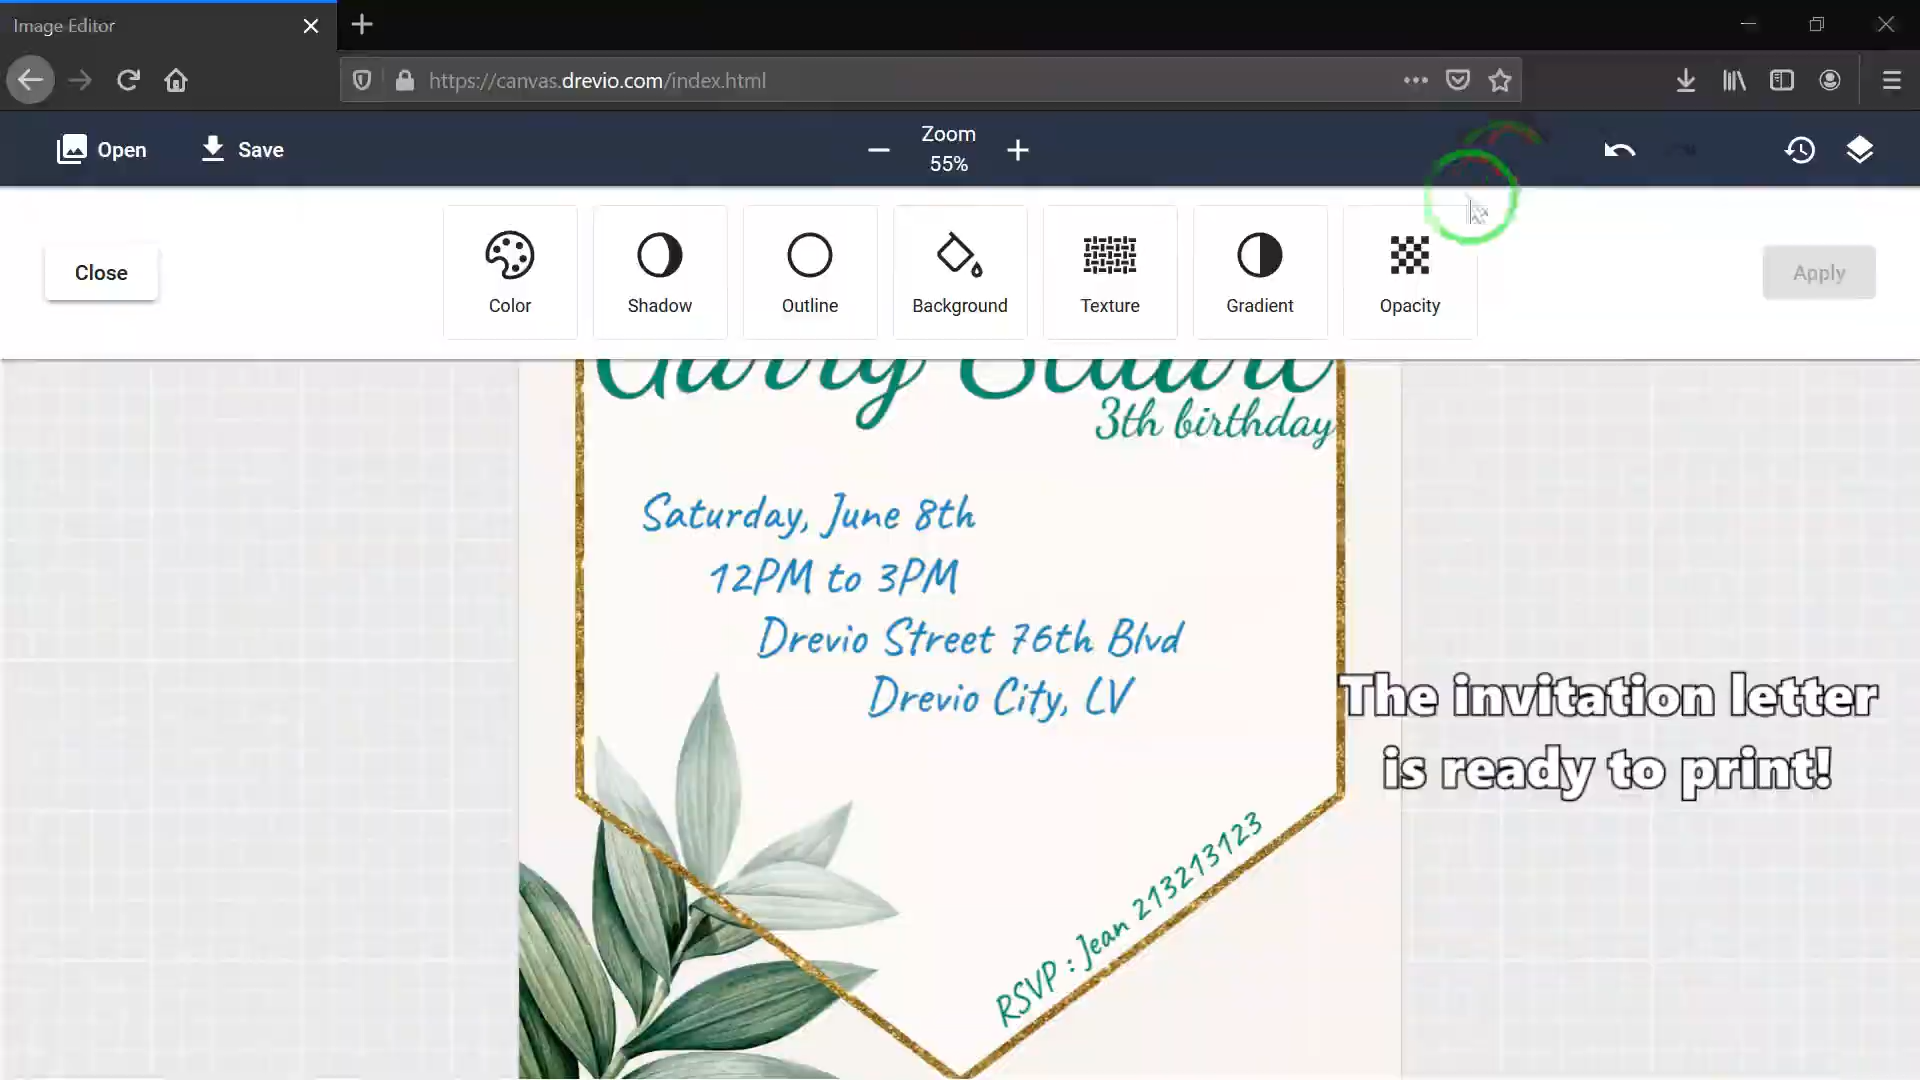 Image Editor
https://canvas.drevio.com/index.html
Open
Save
Zoom
55%
Close
Color
Shadow
Outline
Background
Texture
Gradient
Opacity
Apply
3th birthday
Saturday, June 8th
12PM to 3PM
Drevio Street 76th Blvd
Drevio City, LV
The invitation letter
is ready to print!
RSVP : Jean 213213123